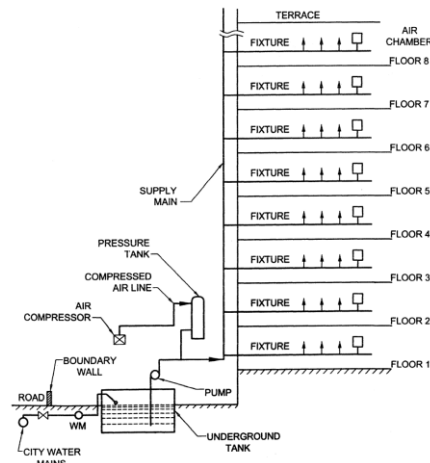 TERRACE
AIR
CHAMBER
FIXTURE
FLOOR 8
FIXTURE
FLOOR 7
FIXTURE
FLOOR 6
FIXTURE
FLOOR 5
SUPPLY
MAIN
FIXTURE
FLOOR 4
PRESSURE
TANK
FIXTURE
FLOOR 3
COMPRESSED
AIR LINE
AIR
COMPRESSOR
FIXTURE
FLOOR 2
FIXTURE
FLOOR 1
BOUNDARY
WALL
PUMP
ROAD
WM
UNDERGROUND
TANK
CITY WATER
MAINS